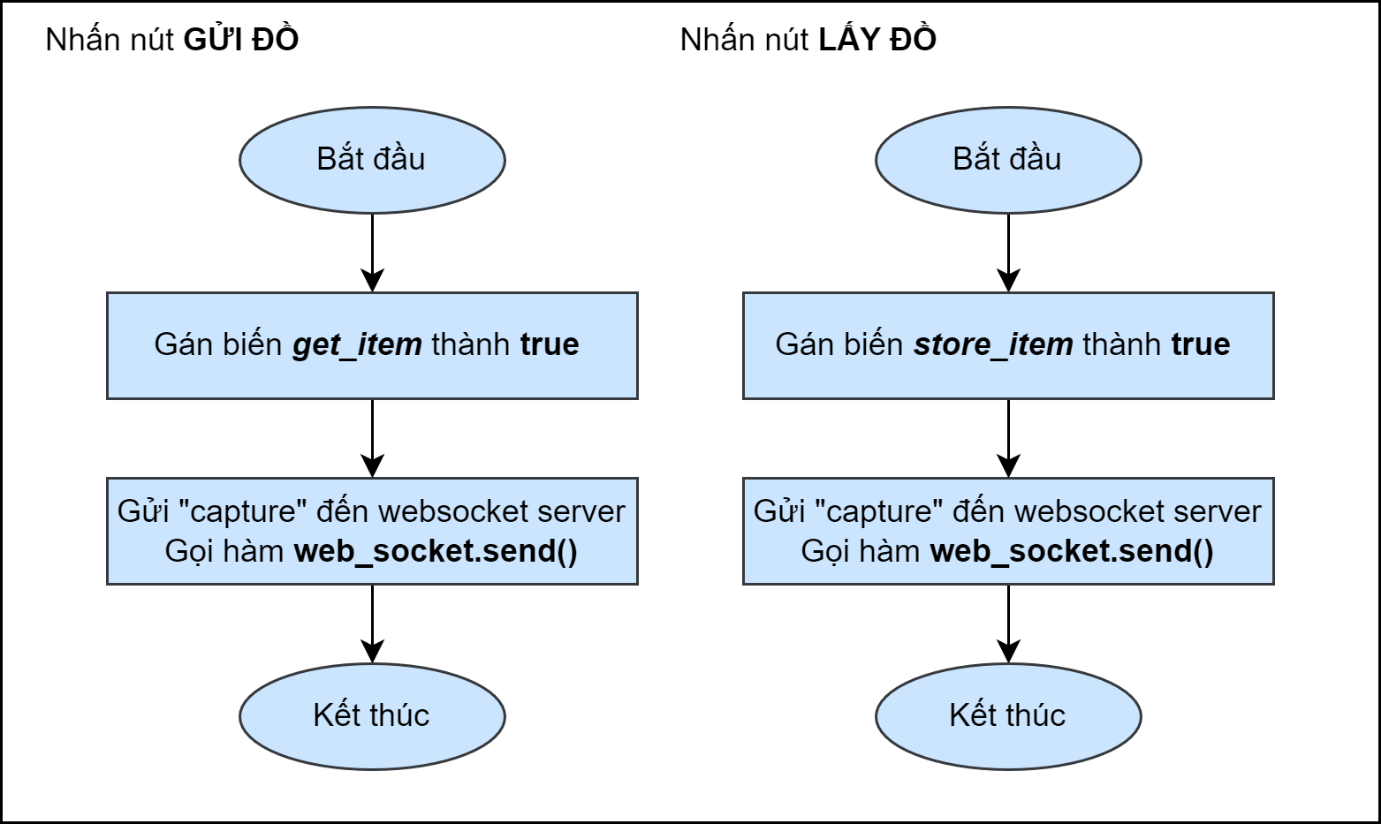 Nhấn nút GỬI ĐỒ
Bắt đầu
Gán biến get_item thành true
Gửi "capture" đến websocket server
Gọi hàm web_socket.send()
Kết thúc
Nhấn nút LẤY ĐỒ
Bắt đầu
Gán biến store_item thành true
Gửi "capture" đến websocket server
Gọi hàm web_socket.send()
Kết thúc